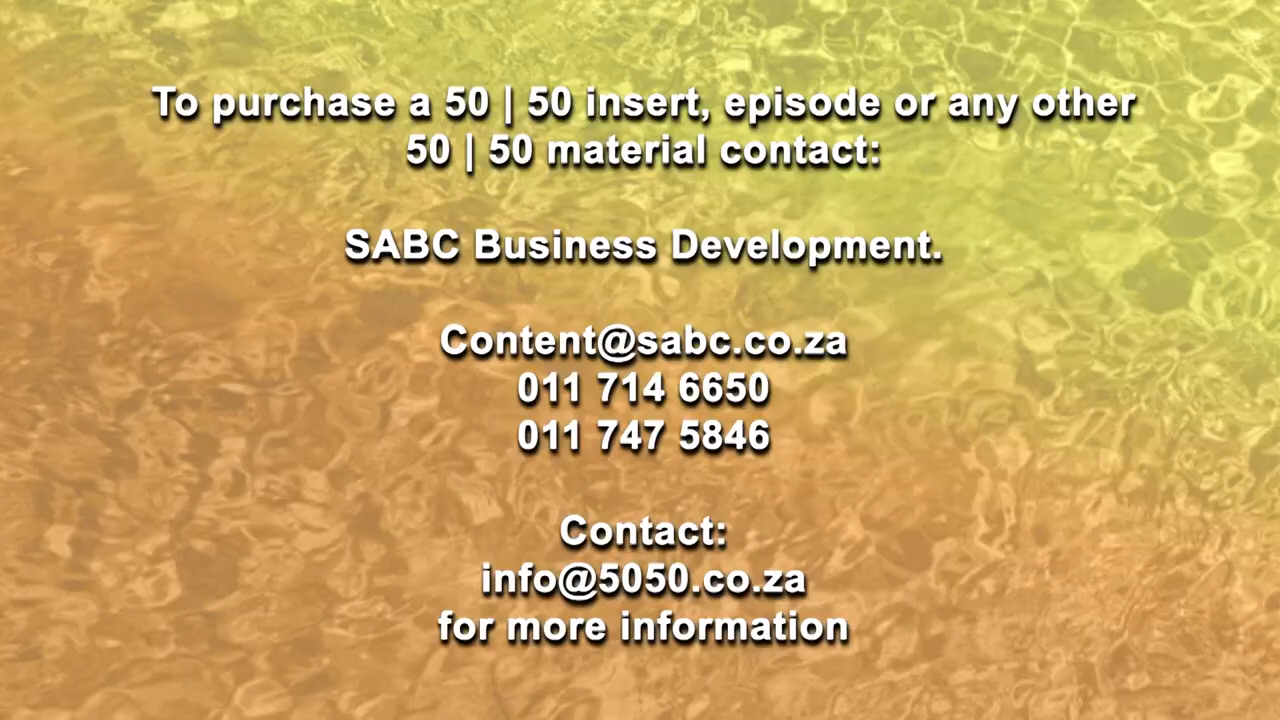 To purchase a 50 | 50 insert, episode or any other
50 | 50 material contact:
SABC Business Development.
Content@sabc.co.za
011 714 6650
011 747 5846
Contact:
info@5050.co.za
for more information